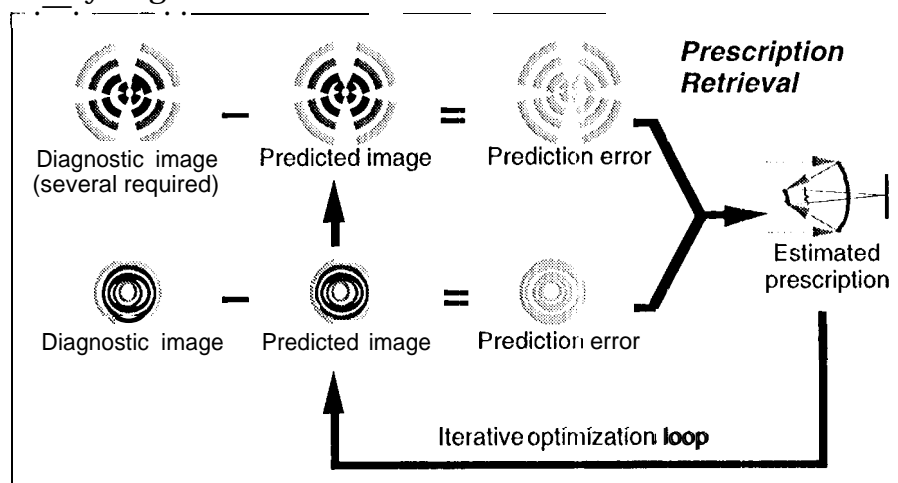 Prescription
Retrieval
Diagnostic image
(several required)
Predicted image
Prediction error
Estimated
prescription
Diagnostic image
Predicted image
Prediction error
Iterative optimization loop